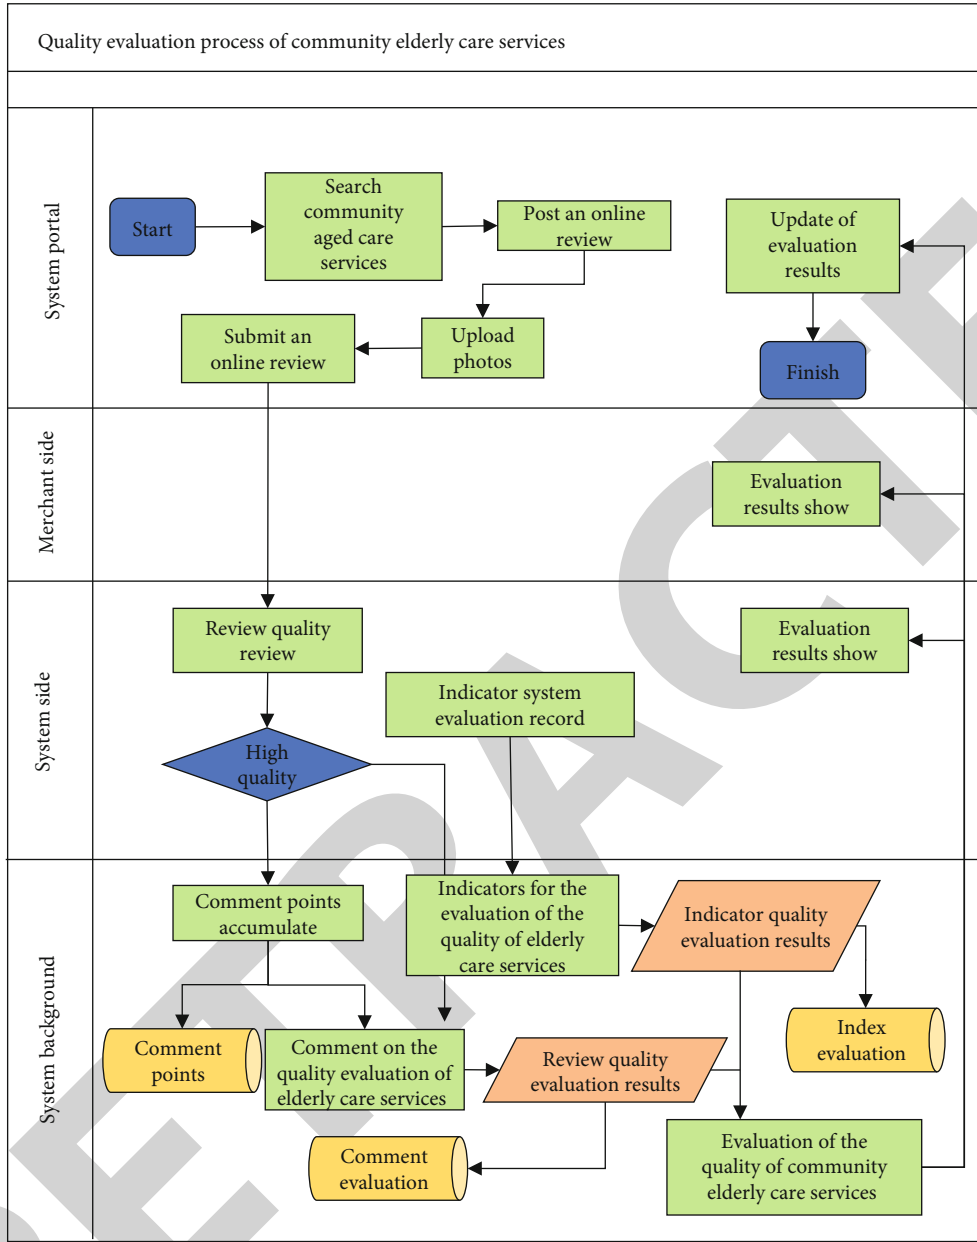 Quality evaluation process of community elderly care services
System portal
Start
Search
community
aged care
services
Post an online
review
Update of
evaluation
results
Submit an
online review
Upload
photos
Finish
Merchant side
Evaluation
results show
System side
Review quality
review
Evaluation
results show
Indicator system
evaluation record
High
quality
System background
Comment points
accumulate
Indicators for the
evaluation of the
quality of elderly
care services
Indicator quality
evaluation results
Comment
points
Comment on the
quality evaluation of
elderly care services
Review quality
evaluation results
Index
evaluation
Comment
evaluation
Evaluation of the
quality of community
elderly care services